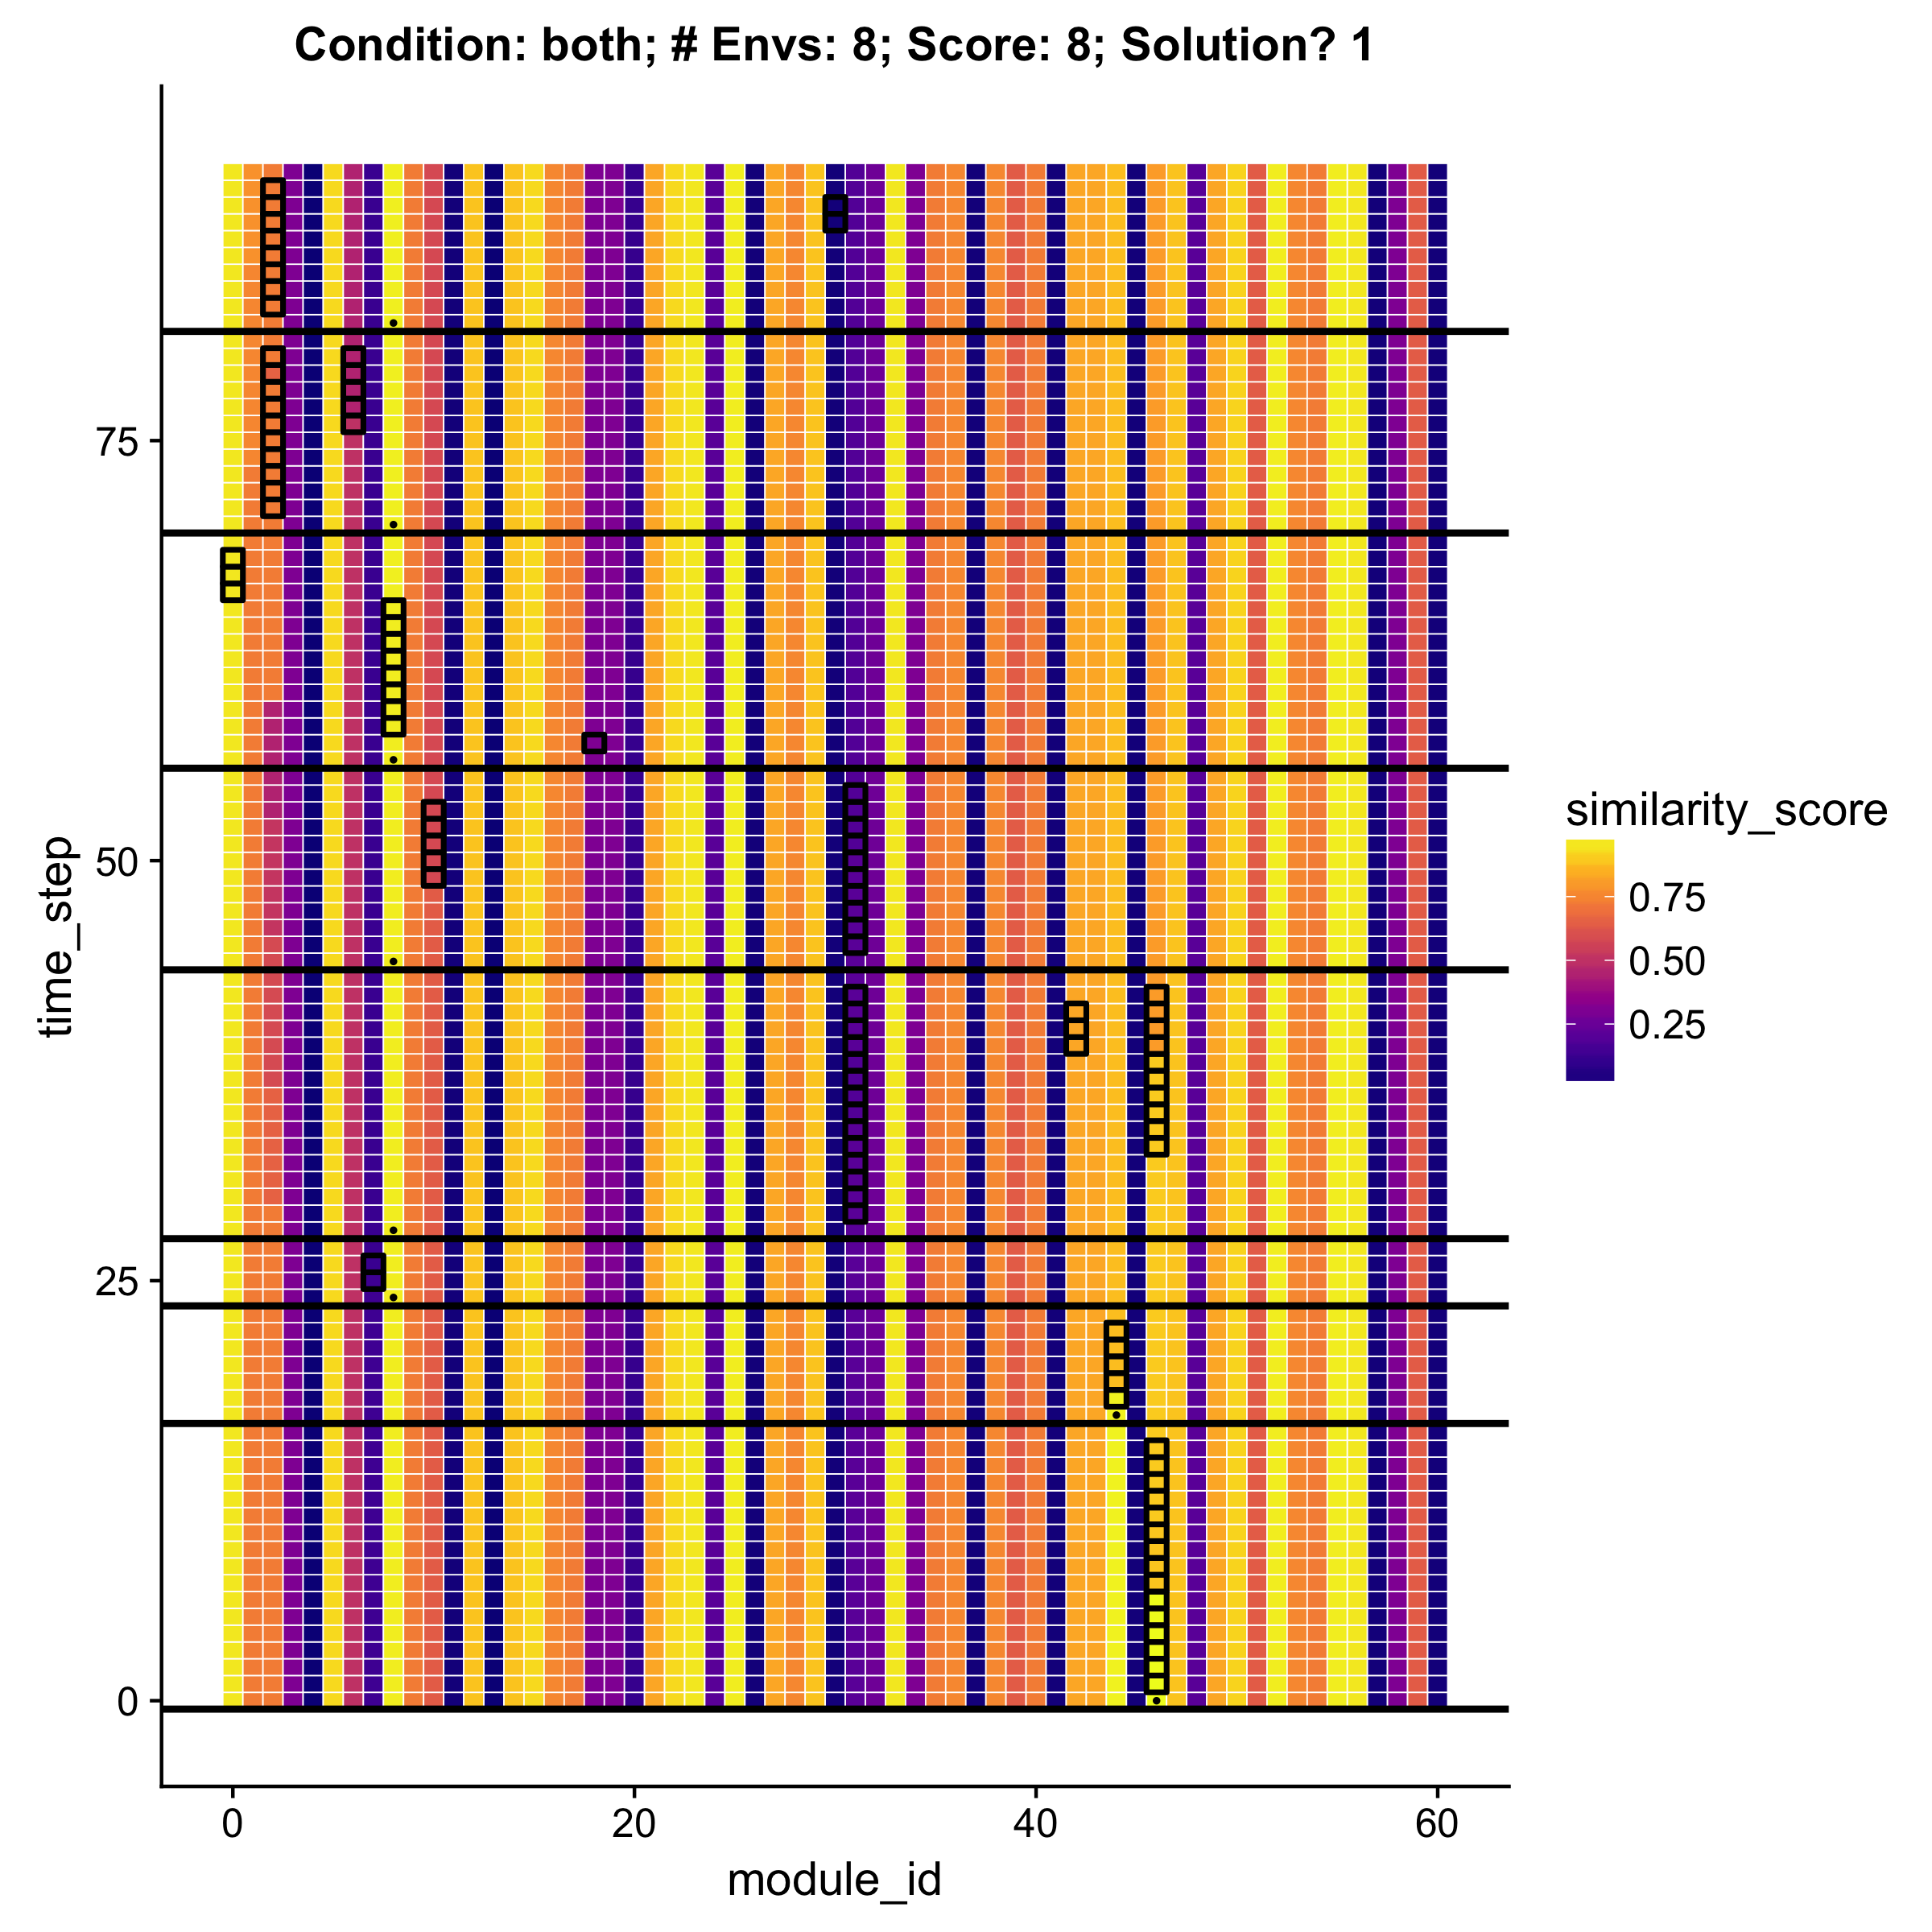 Condition: both; # Envs: 8; Score: 8; Solution? 1
75
50
25
0
time_step
0 20 40 60
module_id
similarity_score
0.75
0.50
0.25